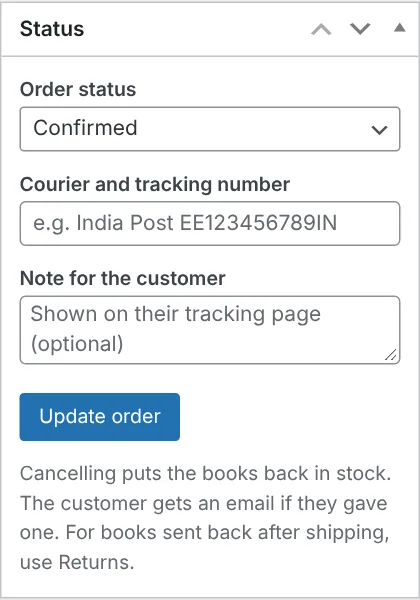 Status
Order status
Confirmed
Courier and tracking number
e.g. India Post EE123456789IN
Note for the customer
Shown on their tracking page
(optional)
Update order
Cancelling puts the books back in stock.
The customer gets an email if they gave
one. For books sent back after shipping,
use Returns.